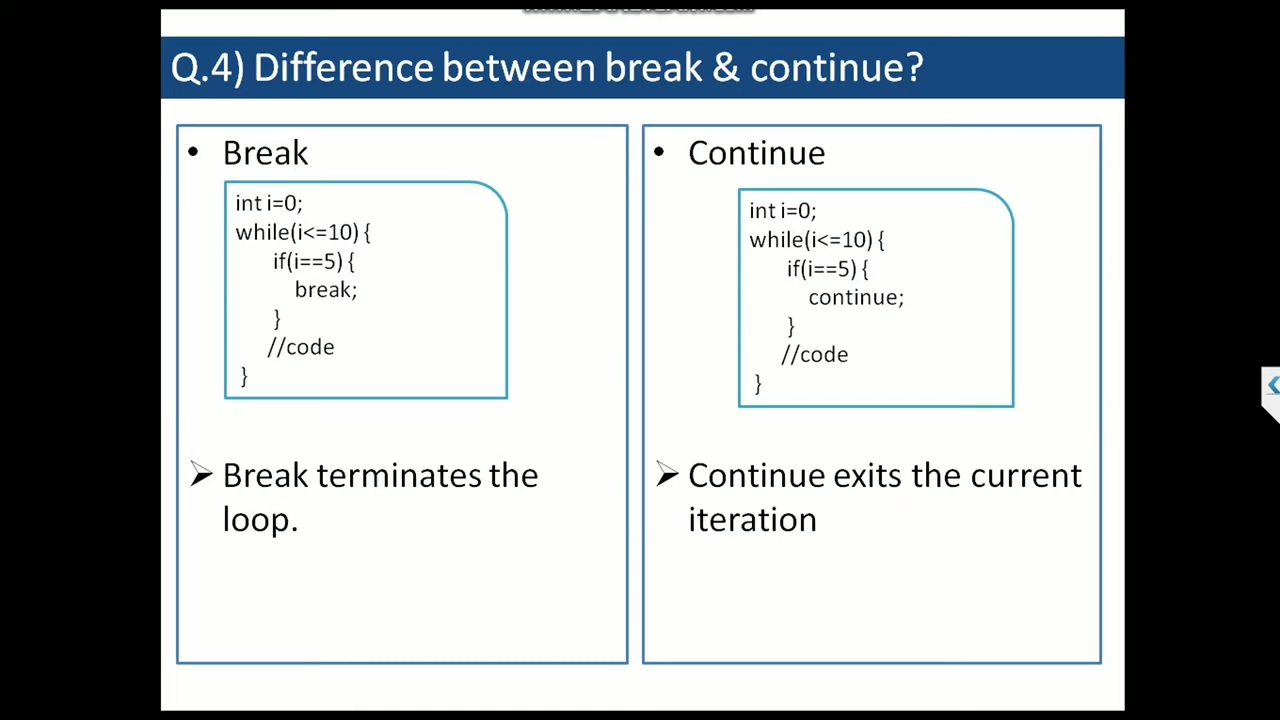 Q.4) Difference between break & continue?
• Break
int i=0;
while(i<=10) {
if(i==5) {
break;
}
//code
}
➢ Break terminates the
loop.
• Continue
int i=0;
while(i<=10) {
if(i==5) {
continue;
}
//code
}
➢ Continue exits the current
iteration